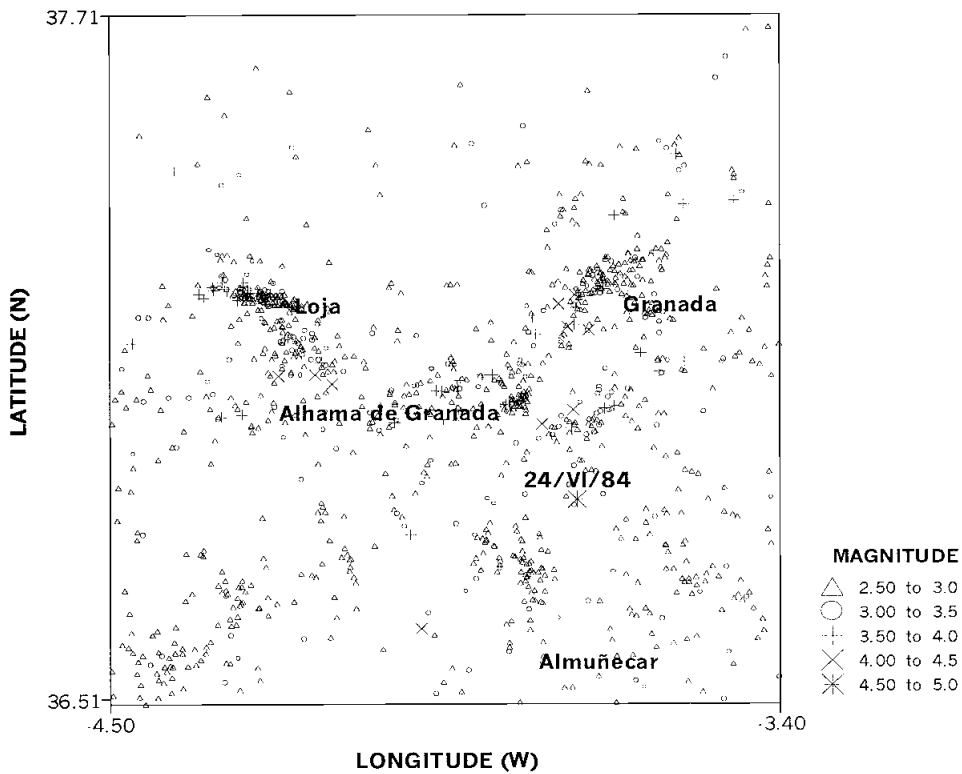 37.71
LATITUDE (N)
Loja
Granada
Alhama de Granada
24/VI/84
Almuñecar
36.51
-4.50
-3.40
LONGITUDE (W)
MAGNITUDE
2.50 to 3.0
3.00 to 3.5
3.50 to 4.0
4.00 to 4.5
4.50 to 5.0